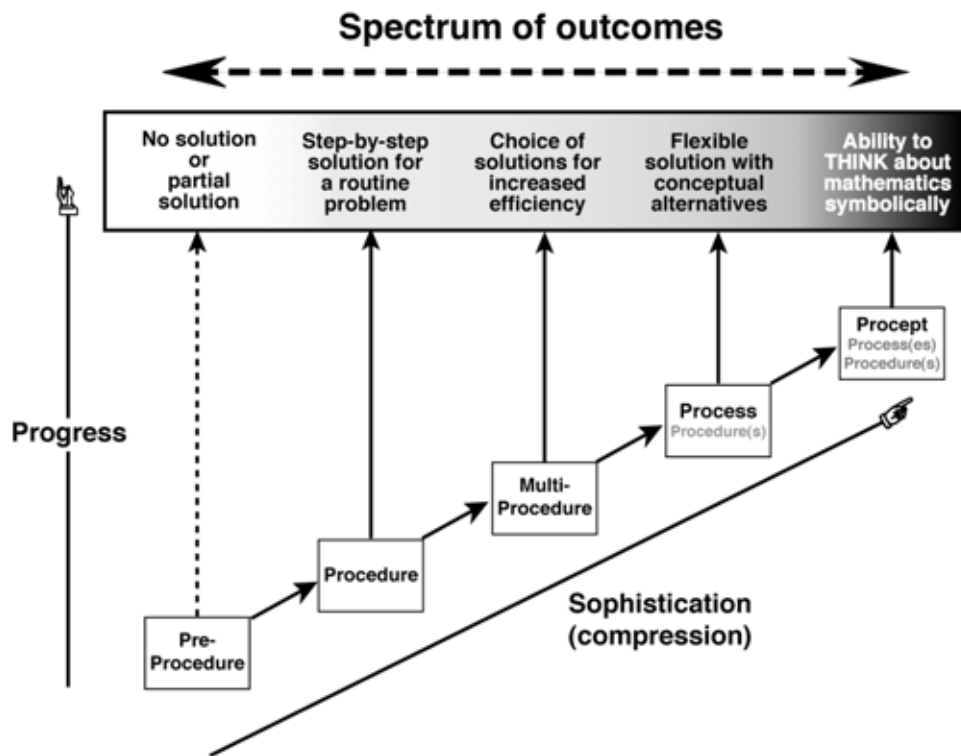 Spectrum of outcomes
No solution
or
partial
solution
Step-by-step
solution for
a routine
problem
Choice of
solutions for
increased
efficiency
Flexible
solution with
conceptual
alternatives
Ability to
THINK about
mathematics
symbolically
Progress
Pre-
Procedure
Procedure
Multi-
Procedure
Process
Procedure(s)
Procept
Process(es)
Procedure(s)
Sophistication
(compression)